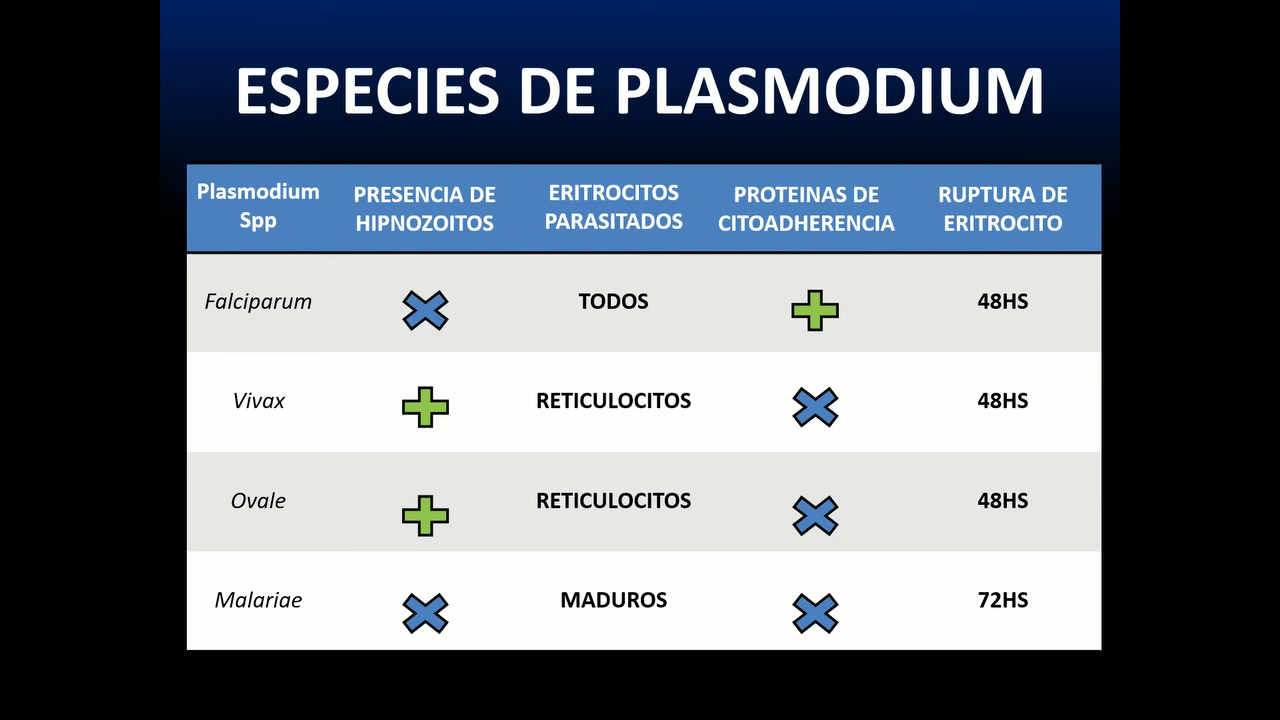 ESPECIES DE PLASMODIUM
Plasmodium
Spp
PRESENCIA DE
HIPNOZOITOS
ERITROCITOS
PARASITADOS
PROTEINAS DE
CITOADHERENCIA
RUPTURA DE
ERITROCITO
Falciparum
TODOS
48HS
Vivax
RETICULOCITOS
48HS
Ovale
RETICULOCITOS
48HS
Malariae
MADUROS
72HS